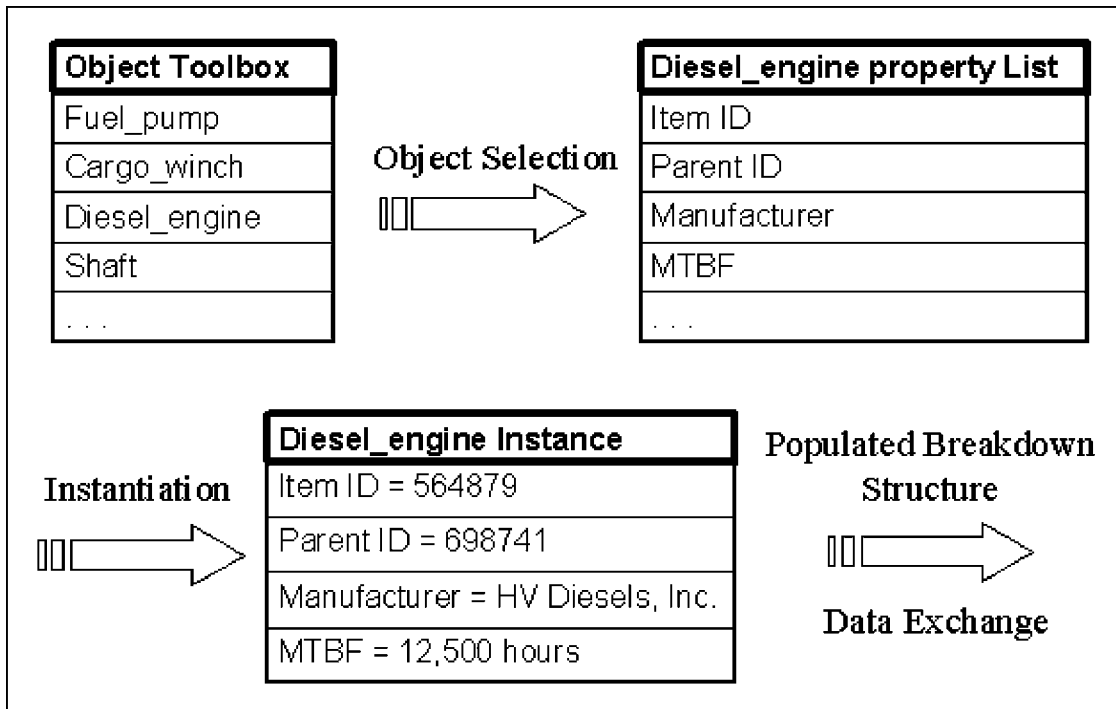 Object Toolbox
Fuel_pump
Cargo_winch
Diesel_engine
Shaft
. . .
Object Selection
Diesel_engine property List
Item ID
Parent ID
Manufacturer
MTBF
. . .
Instantiation
Diesel_engine Instance
Item ID = 564879
Parent ID = 698741
Manufacturer = HV Diesels, Inc.
MTBF = 12,500 hours
Populated Breakdown
Structure
Data Exchange